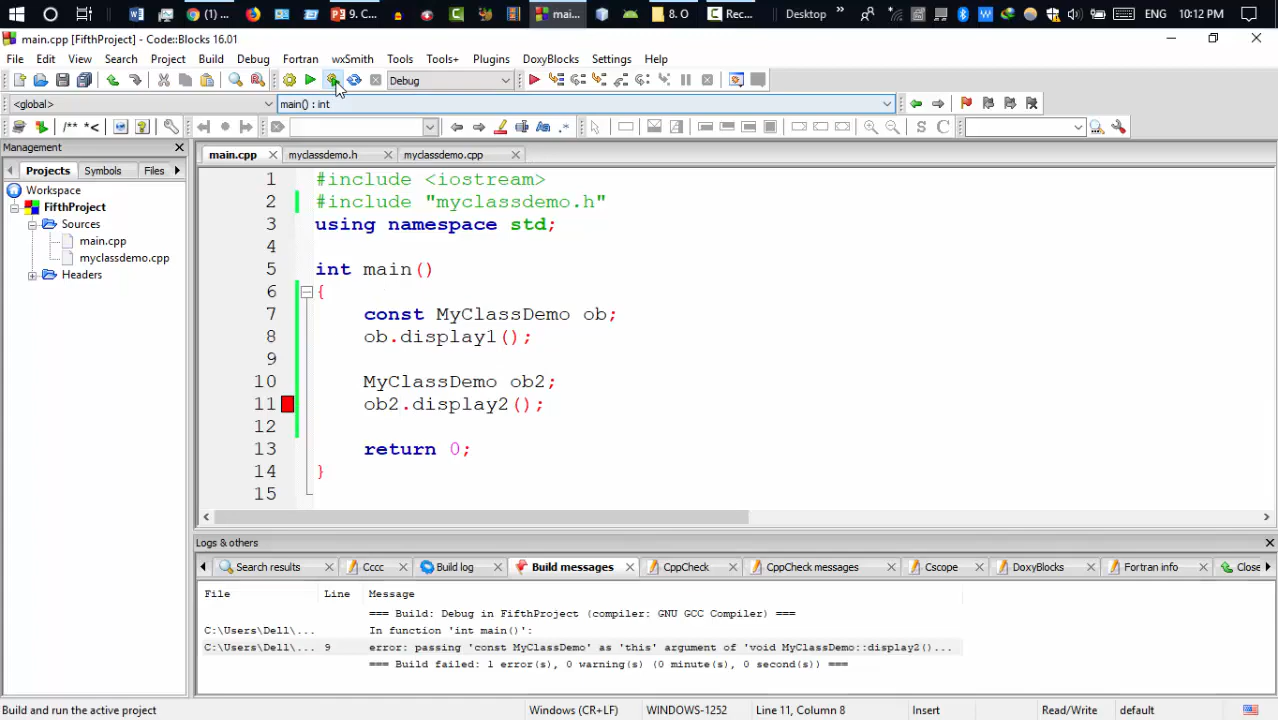 (1) ...
9. C...
mai...
8. O
Rec...
Desktop
»
ENG
10:12 PM
main.cpp [FifthProject] - Code::Blocks 16.01
File Edit View Search Project Build Debug Fortran wxSmith Tools Tools+ Plugins DoxyBlocks Settings Help
Debug
<global>
main() : int
/** *<
S C
Management
Projects Symbols Files
main.cpp myclassdemo.h myclassdemo.cpp
Workspace
FifthProject
Sources
main.cpp
myclassdemo.cpp
Headers
1 #include <iostream>
2 #include "myclassdemo.h"
3 using namespace std;
4
5 int main()
6 {
7 const MyClassDemo ob;
8 ob.display1();
9
10 MyClassDemo ob2;
11 ob2.display2();
12
13 return 0;
14 }
15
Logs & others
Search results Cccc Build log Build messages CppCheck CppCheck messages Cscope DoxyBlocks Fortran info Close
File Line Message
=== Build: Debug in FifthProject (compiler: GNU GCC Compiler) ===
C:\Users\Dell\... In function 'int main()':
C:\Users\Dell\... 9 error: passing 'const MyClassDemo' as 'this' argument of 'void MyClassDemo::display2()...
=== Build failed: 1 error(s), 0 warning(s) (0 minute(s), 0 second(s)) ===
Build and run the active project Windows (CR+LF) WINDOWS-1252 Line 11, Column 8 Insert Read/Write default